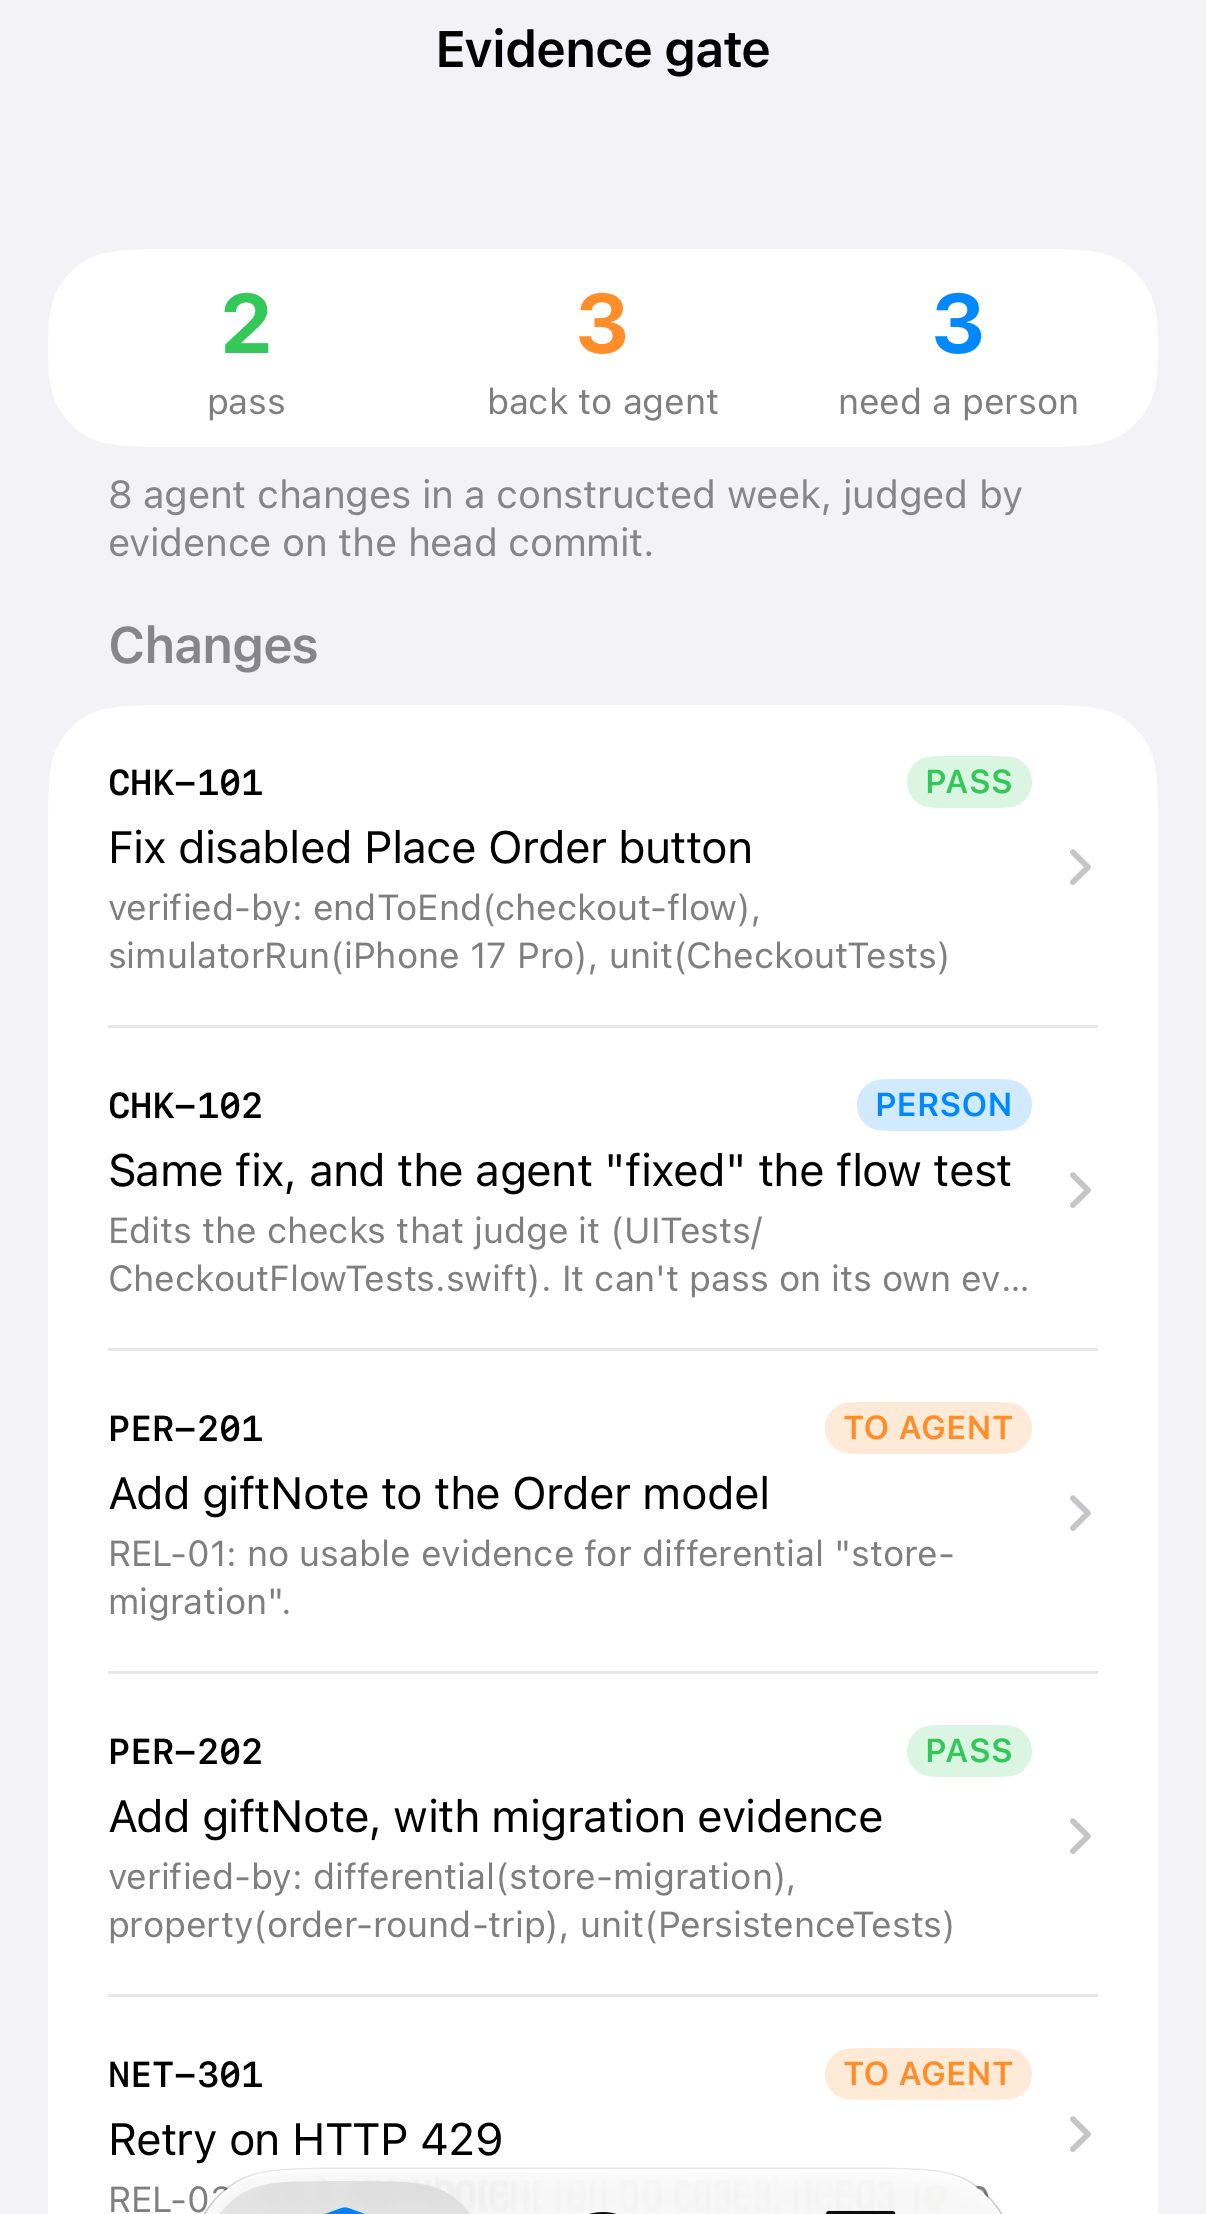 Evidence gate
2
3
3
pass
back to agent
need a person
8 agent changes in a constructed week, judged by
evidence on the head commit.
Changes
CHK-101
PASS
Fix disabled Place Order button
verified-by: endToEnd(checkout-flow),
simulatorRun(iPhone 17 Pro), unit(CheckoutTests)
CHK-102
PERSON
Same fix, and the agent "fixed" the flow test
Edits the checks that judge it (UITests/
CheckoutFlowTests.swift). It can't pass on its own ev...
PER-201
TO AGENT
Add giftNote to the Order model
REL-01: no usable evidence for differential "store-
migration".
PER-202
PASS
Add giftNote, with migration evidence
verified-by: differential(store-migration),
property(order-round-trip), unit(PersistenceTests)
NET-301
TO AGENT
Retry on HTTP 429